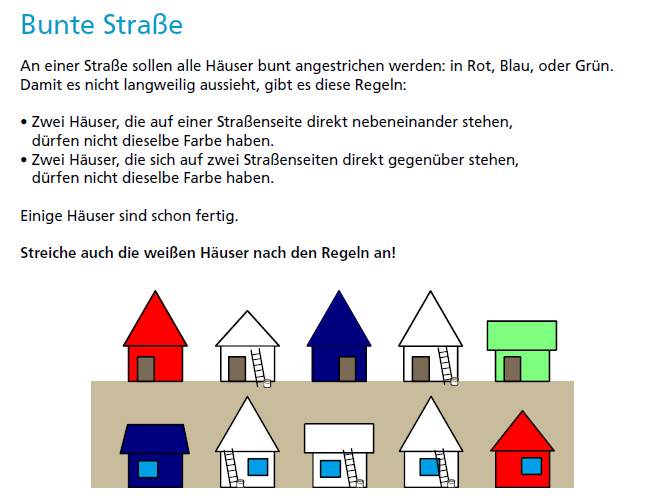 Bunte Straße
An einer Straße sollen alle Häuser bunt angestrichen werden: in Rot, Blau, oder Grün.
Damit es nicht langweilig aussieht, gibt es diese Regeln:
• Zwei Häuser, die auf einer Straßenseite direkt nebeneinander stehen,
dürfen nicht dieselbe Farbe haben.
• Zwei Häuser, die sich auf zwei Straßenseiten direkt gegenüber stehen,
dürfen nicht dieselbe Farbe haben.
Einige Häuser sind schon fertig.
Streiche auch die weißen Häuser nach den Regeln an!